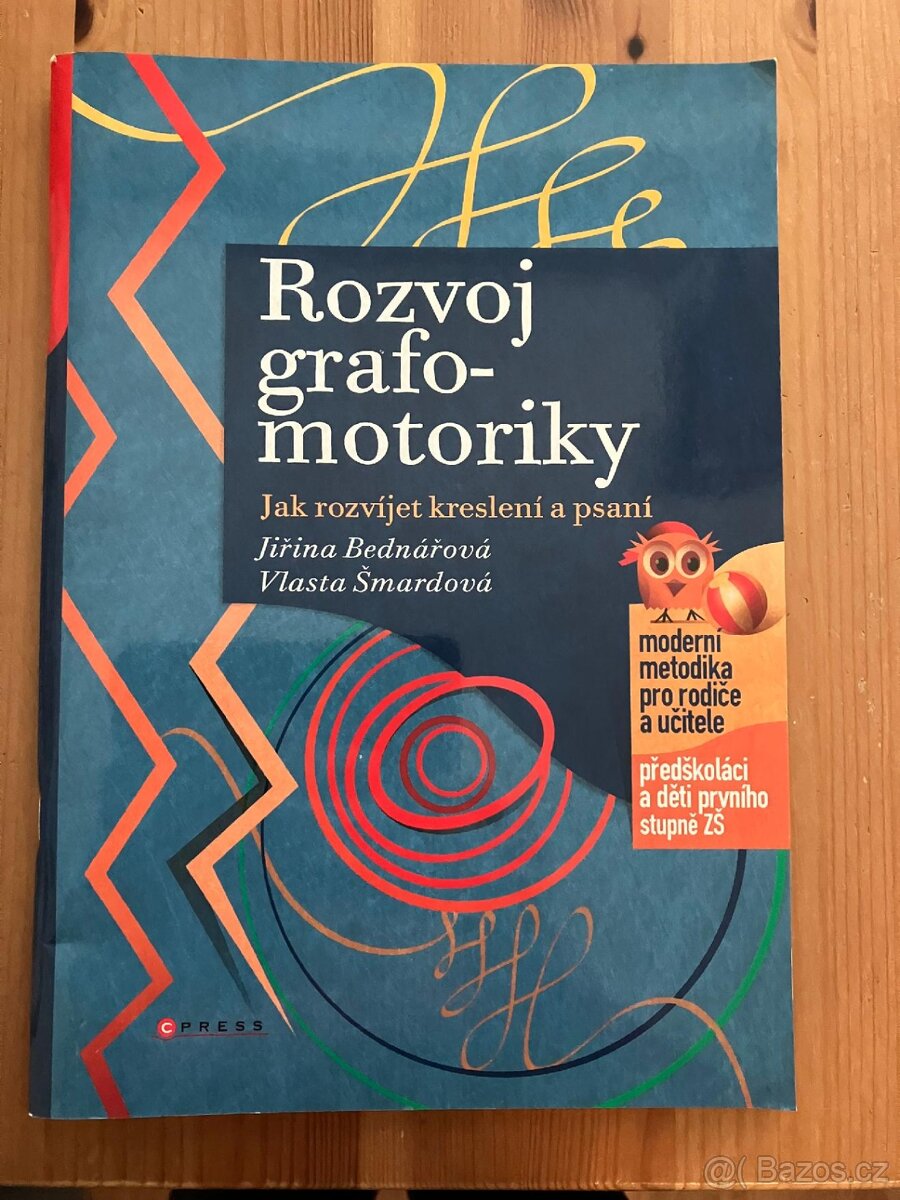 Rozvoj
grafo-
motoriky
Jak rozvíjet kreslení a psaní
Jiřina Bednářová
Vlasta Šmardová
moderní
metodika
pro rodiče
a učitele
předškoláci
a děti prvního
stupně ZŠ
CPRESS
@( Bazos.cz